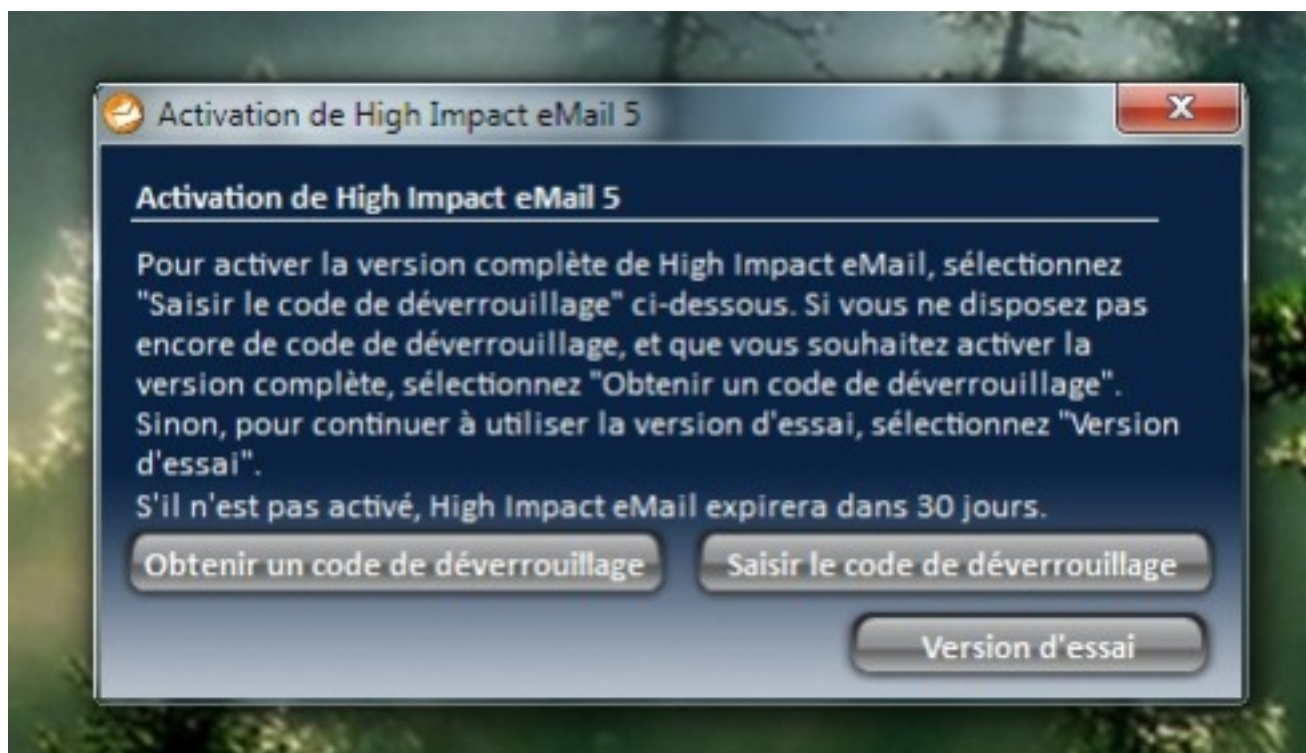 Activation de High Impact eMail 5
Activation de High Impact eMail 5
Pour activer la version complète de High Impact eMail, sélectionnez
"Saisir le code de déverrouillage" ci-dessous. Si vous ne disposez pas
encore de code de déverrouillage, et que vous souhaitez activer la
version complète, sélectionnez "Obtenir un code de déverrouillage".
Sinon, pour continuer à utiliser la version d'essai, sélectionnez "Version
d'essai".
S'il n'est pas activé, High Impact eMail expirera dans 30 jours.
Obtenir un code de déverrouillage Saisir le code de déverrouillage
Version d'essai